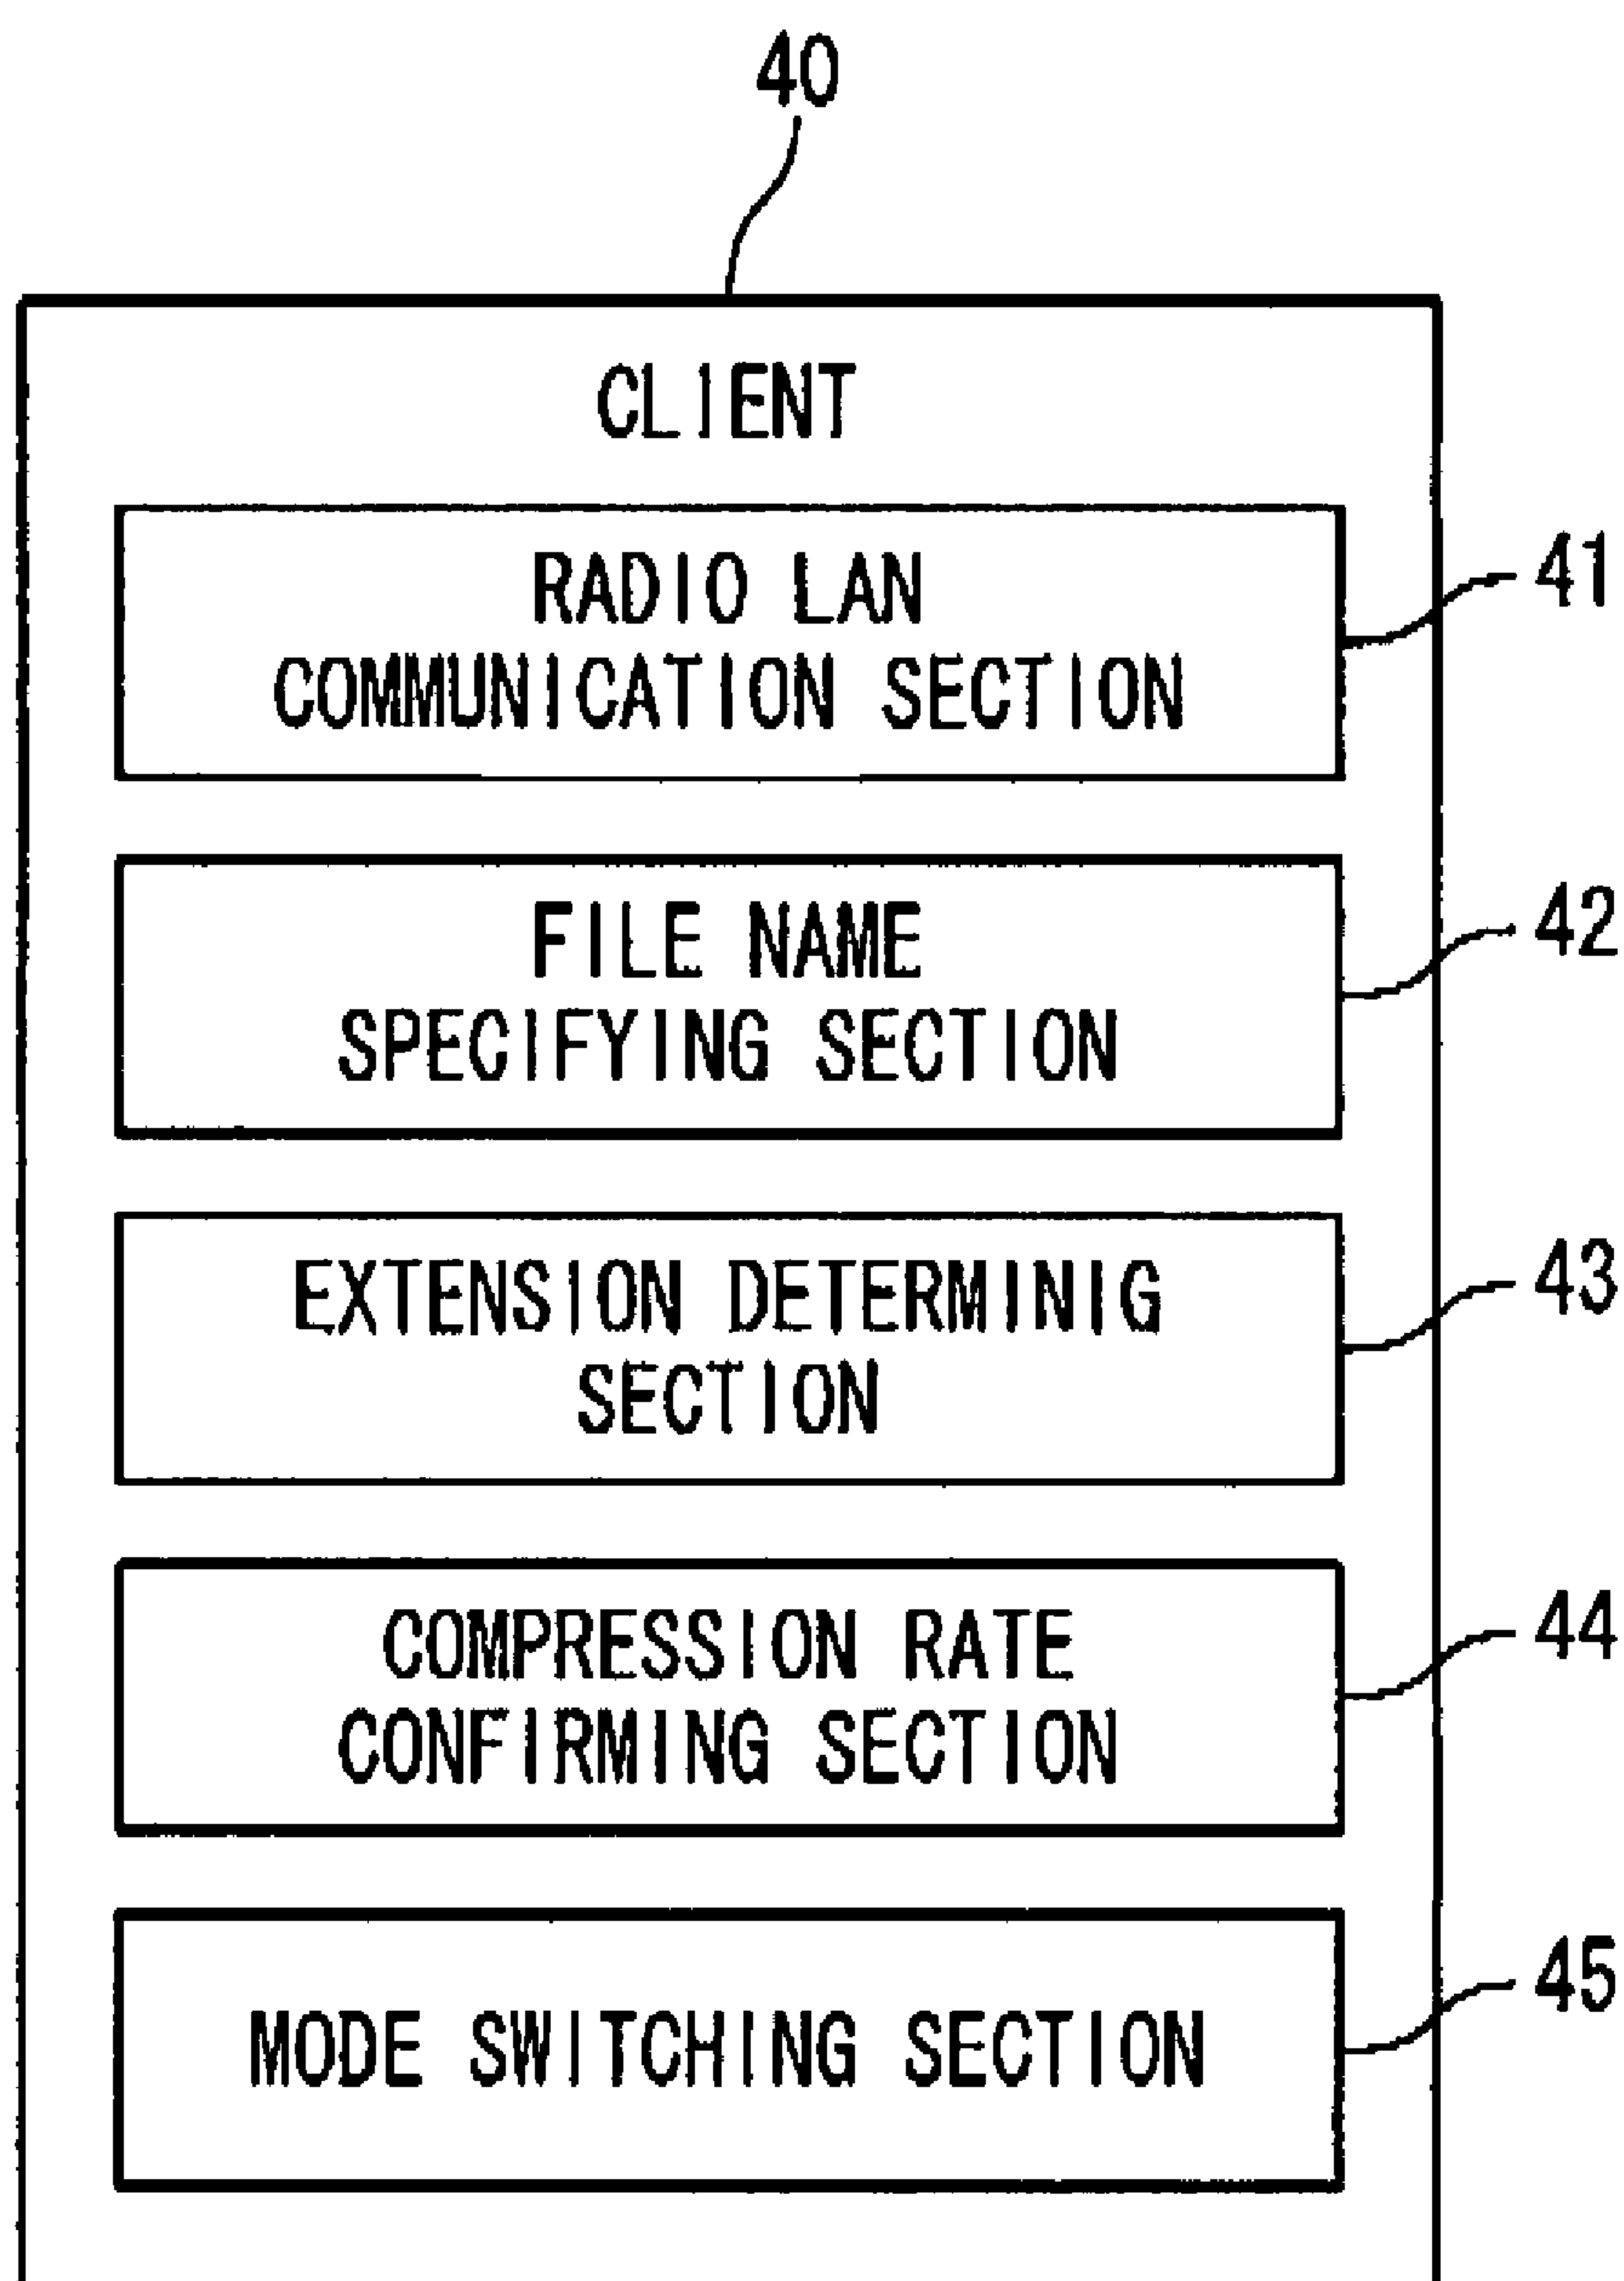 40
CLIENT
RADIO LAN
COMMUNICATION SECTION
41
FILE NAME
SPECIFYING SECTION
42
EXTENSION DETERMINIG
SECTION
43
COMPRESSION RATE
CONFIRMING SECTION
44
MODE SWITCHING SECTION
45